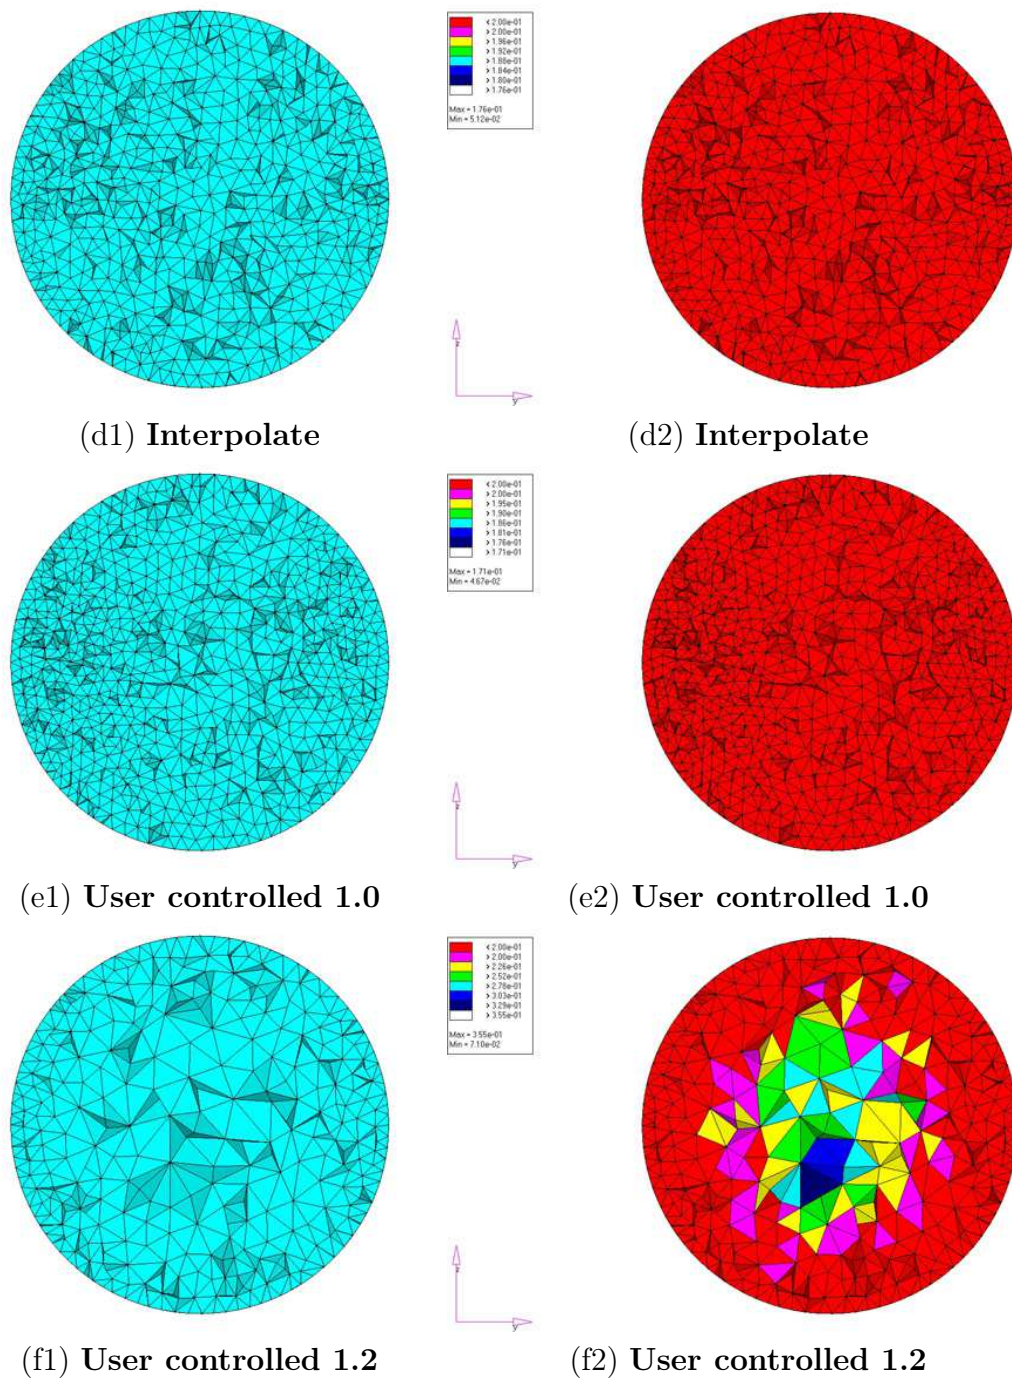 < 2.00e-01
> 2.00e-01
> 1.96e-01
> 1.92e-01
> 1.88e-01
> 1.84e-01
> 1.80e-01
> 1.76e-01
Max = 1.76e-01
Min = 5.12e-02
z
y
(d1) Interpolate
(d2) Interpolate
< 2.00e-01
> 2.00e-01
> 1.95e-01
> 1.90e-01
> 1.86e-01
> 1.81e-01
> 1.76e-01
> 1.71e-01
Max = 1.71e-01
Min = 4.67e-02
z
y
(e1) User controlled 1.0
(e2) User controlled 1.0
< 2.00e-01
> 2.00e-01
> 2.26e-01
> 2.52e-01
> 2.78e-01
> 3.03e-01
> 3.29e-01
> 3.55e-01
Max = 3.55e-01
Min = 7.10e-02
z
y
(f1) User controlled 1.2
(f2) User controlled 1.2